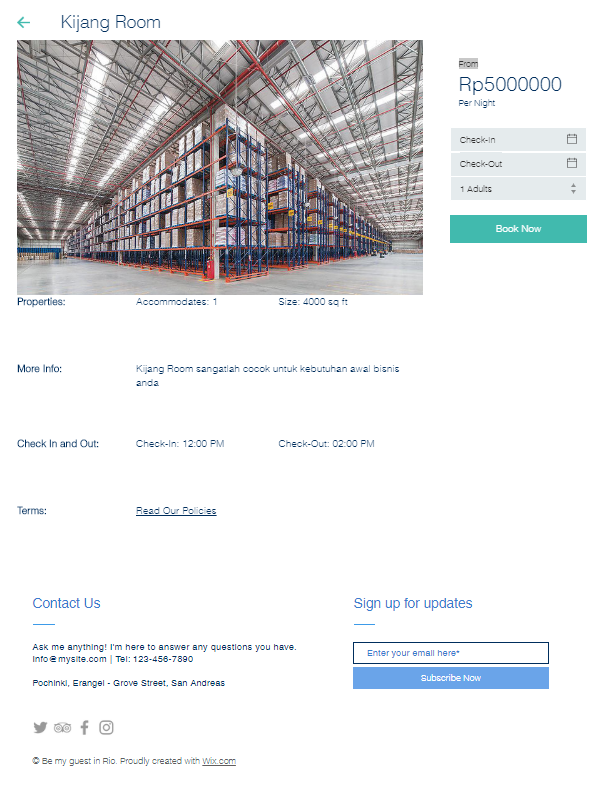 Kijang Room
From
Rp5000000
Per Night
Check-In
Check-Out
1 Adults
Book Now
Properties: Accommodates: 1 Size: 4000 sq ft
More Info: Kijang Room sangatlah cocok untuk kebutuhan awal bisnis
anda
Check In and Out: Check-In: 12:00 PM Check-Out: 02:00 PM
Terms: Read Our Policies
Contact Us
Ask me anything! I'm here to answer any questions you have.
info@mysite.com | Tel: 123-456-7890
Pochinki, Erangel - Grove Street, San Andreas
Sign up for updates
Enter your email here*
Subscribe Now
© Be my guest in Rio. Proudly created with Wix.com